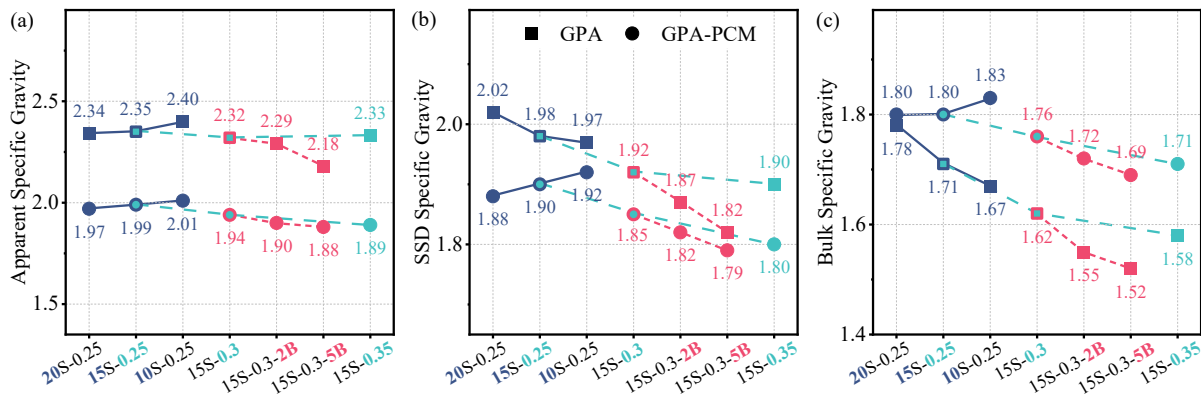 (a)
Apparent Specific Gravity
2.5
2.0
1.5
2.34
2.35
2.40
2.32
2.29
2.18
2.33
1.97
1.99
2.01
1.94
1.90
1.88
1.89
20S-0.25
15S-0.25
10S-0.25
15S-0.3
15S-0.3-2B
15S-0.3-5B
15S-0.35
(b)
GPA
GPA-PCM
SSD Specific Gravity
2.0
1.8
2.02
1.98
1.97
1.92
1.87
1.82
1.90
1.88
1.90
1.92
1.85
1.82
1.79
1.80
20S-0.25
15S-0.25
10S-0.25
15S-0.3
15S-0.3-2B
15S-0.3-5B
15S-0.35
(c)
Bulk Specific Gravity
1.8
1.6
1.4
1.80
1.80
1.83
1.76
1.72
1.69
1.71
1.78
1.71
1.67
1.62
1.55
1.52
1.58
20S-0.25
15S-0.25
10S-0.25
15S-0.3
15S-0.3-2B
15S-0.3-5B
15S-0.35